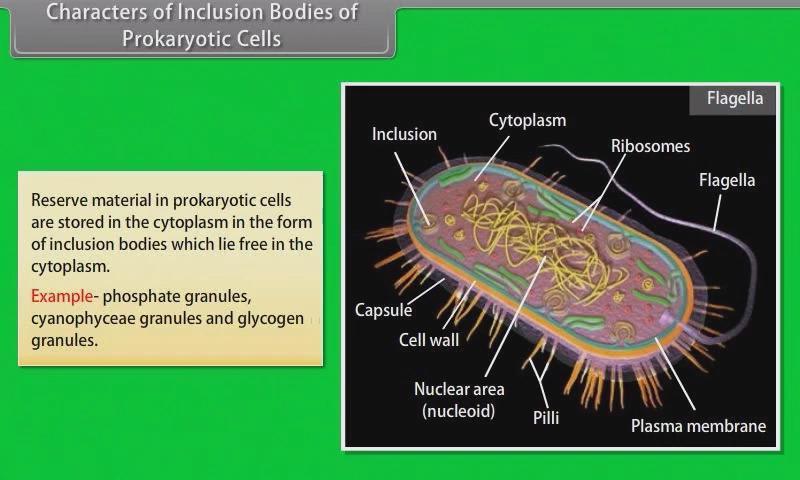 Characters of Inclusion Bodies of
Prokaryotic Cells
Reserve material in prokaryotic cells
are stored in the cytoplasm in the form
of inclusion bodies which lie free in the
cytoplasm.
Example- phosphate granules,
cyanophyceae granules and glycogen
granules.
Flagella
Cytoplasm
Inclusion
Ribosomes
Flagella
Capsule
Cell wall
Nuclear area
(nucleoid)
Pilli
Plasma membrane